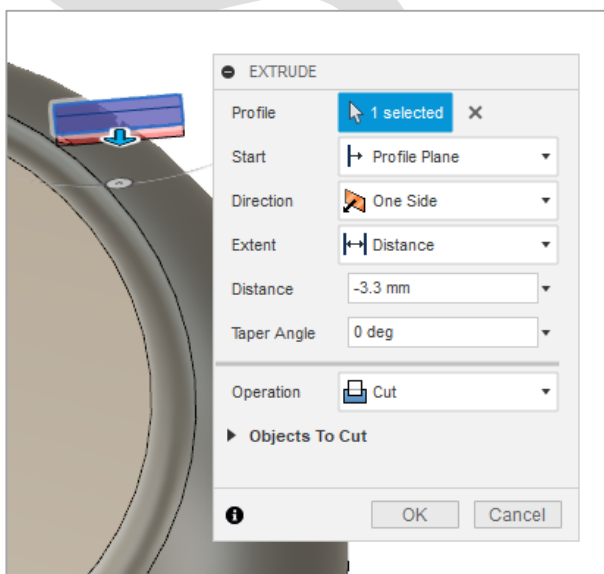 EXTRUDE
Profile 1 selected
Start Profile Plane
Direction One Side
Extent Distance
Distance -3.3 mm
Taper Angle 0 deg
Operation Cut
Objects To Cut
OK Cancel